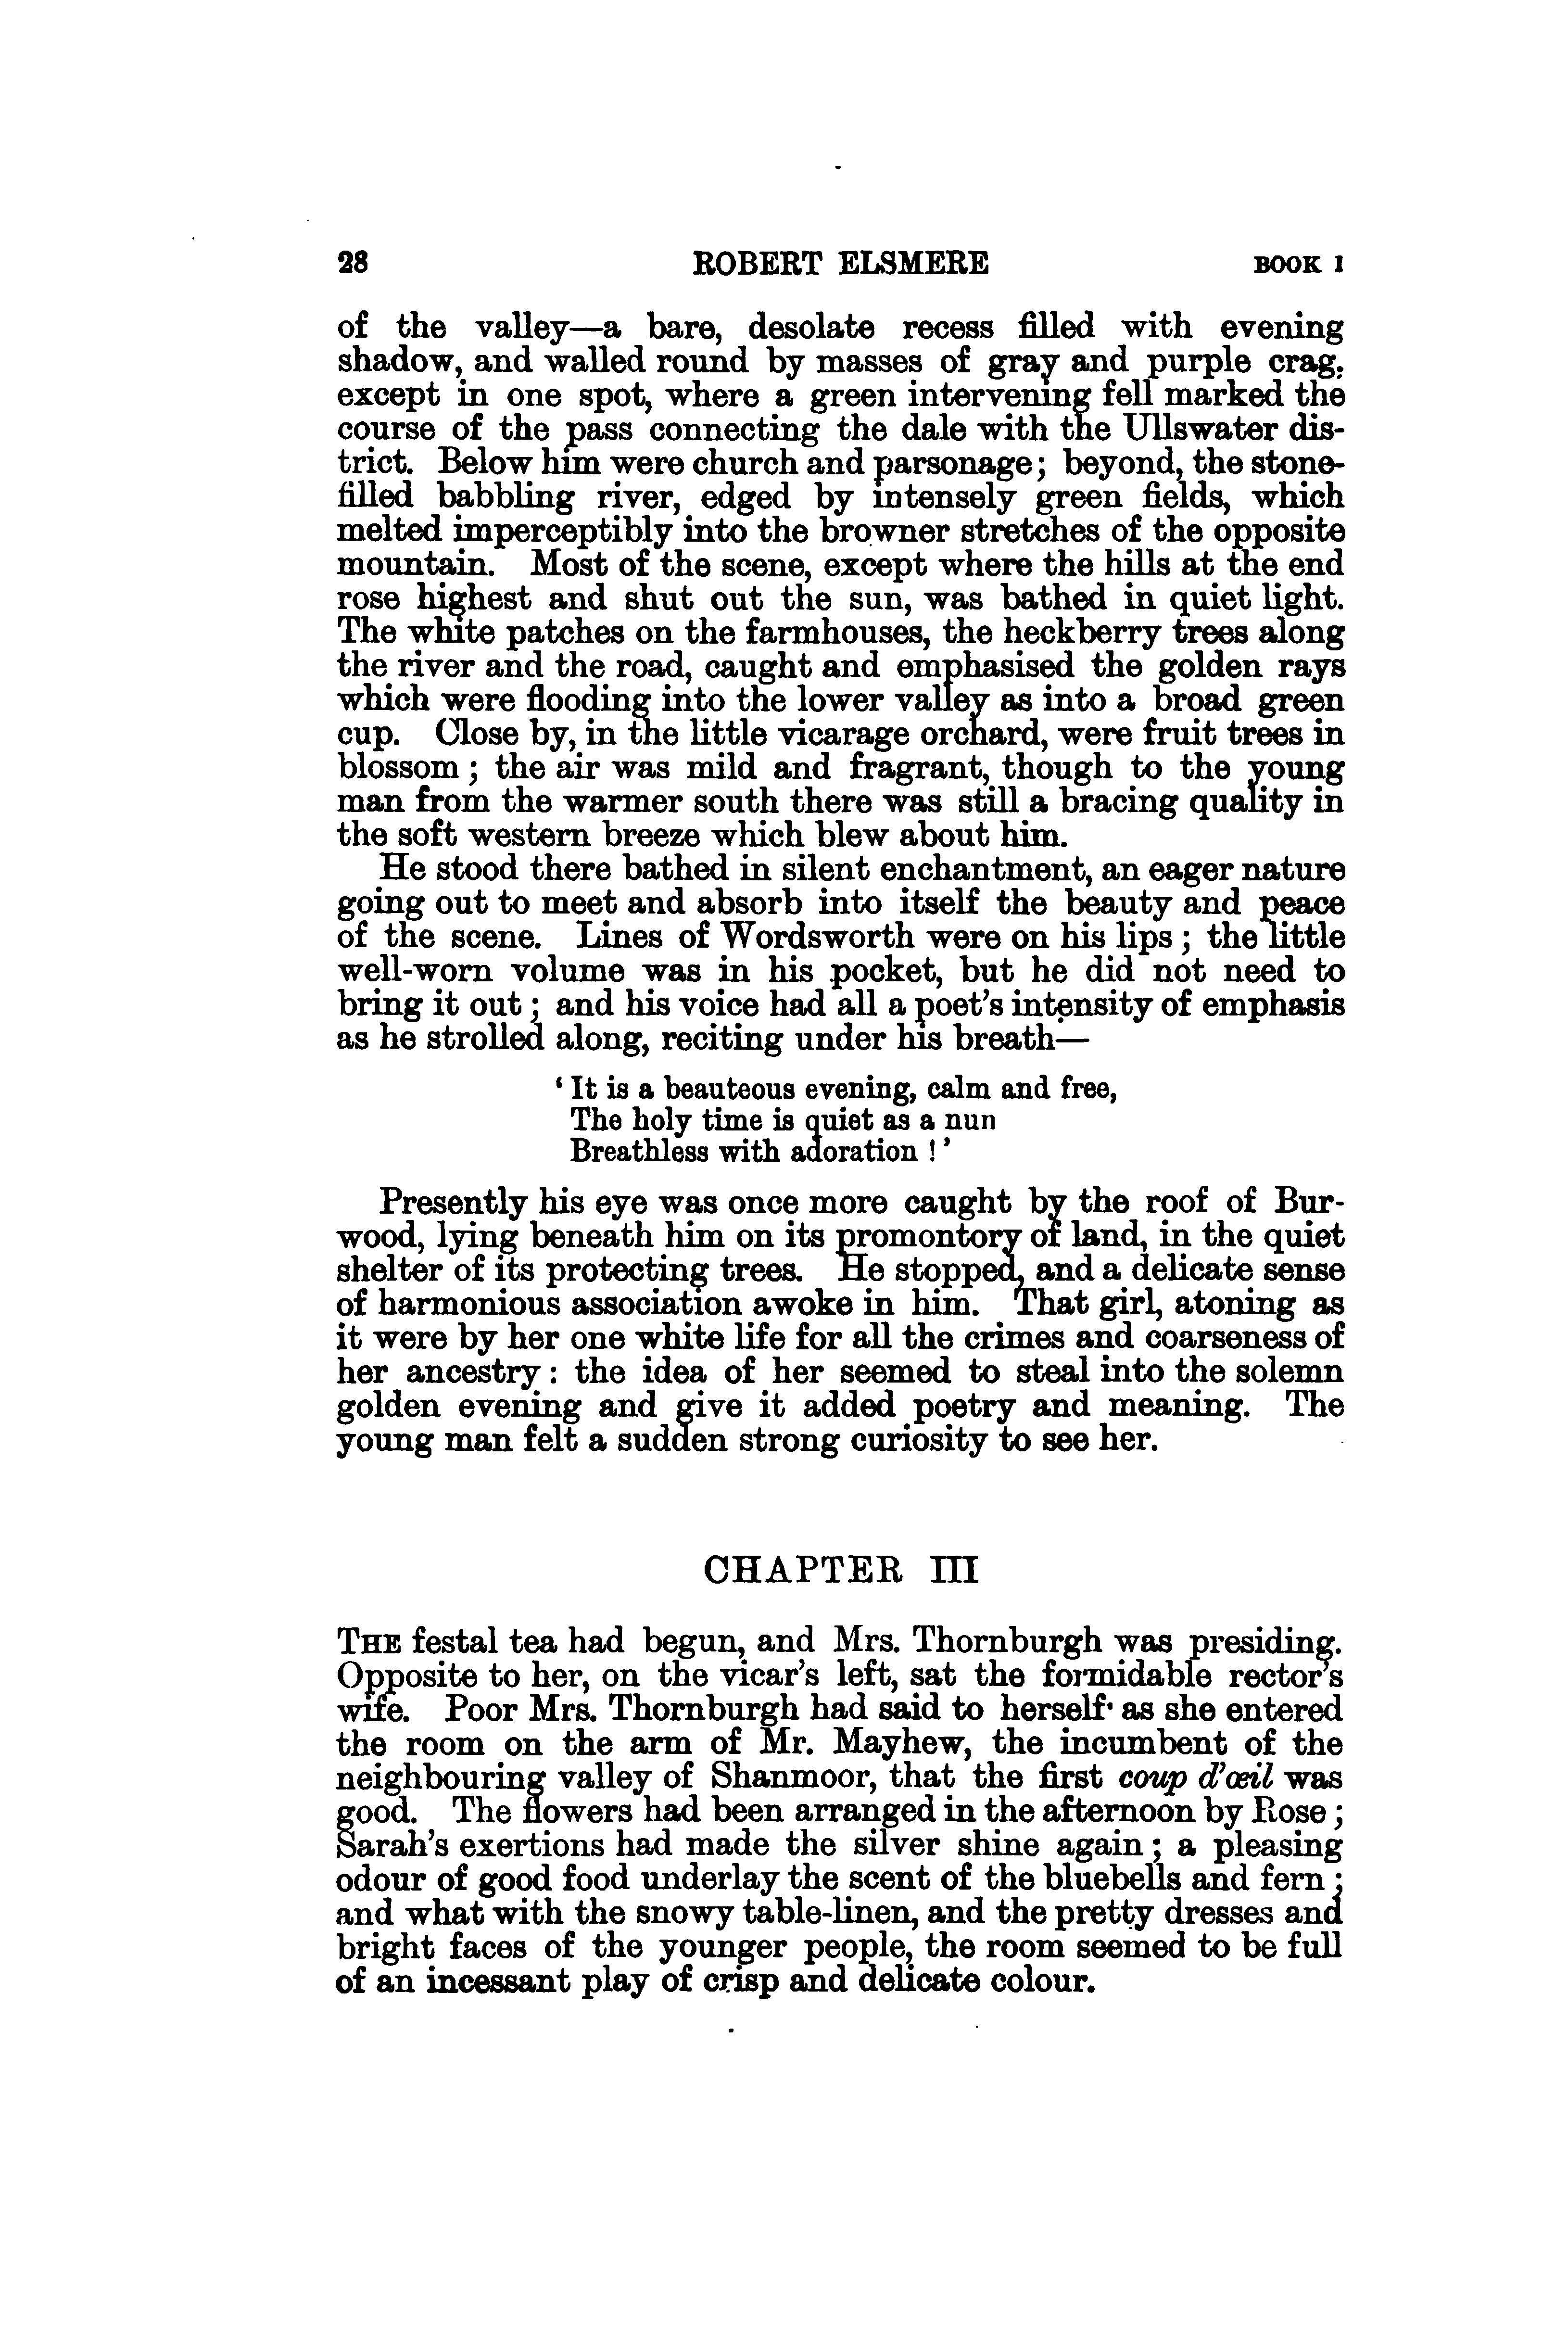 28 ROBERT ELSMERE BOOK I
of the valley—a bare, desolate recess filled with evening
shadow, and walled round by masses of gray and purple crag,
except in one spot, where a green intervening fell marked the
course of the pass connecting the dale with the Ullswater dis-
trict. Below him were church and parsonage; beyond, the stone-
filled babbling river, edged by intensely green fields, which
melted imperceptibly into the browner stretches of the opposite
mountain. Most of the scene, except where the hills at the end
rose highest and shut out the sun, was bathed in quiet light.
The white patches on the farmhouses, the heckberry trees along
the river and the road, caught and emphasised the golden rays
which were flooding into the lower valley as into a broad green
cup. Close by, in the little vicarage orchard, were fruit trees in
blossom; the air was mild and fragrant, though to the young
man from the warmer south there was still a bracing quality in
the soft western breeze which blew about him.
He stood there bathed in silent enchantment, an eager nature
going out to meet and absorb into itself the beauty and peace
of the scene. Lines of Wordsworth were on his lips; the little
well-worn volume was in his pocket, but he did not need to
bring it out; and his voice had all a poet's intensity of emphasis
as he strolled along, reciting under his breath—
'It is a beauteous evening, calm and free,
The holy time is quiet as a nun
Breathless with adoration!'
Presently his eye was once more caught by the roof of Bur-
wood, lying beneath him on its promontory of land, in the quiet
shelter of its protecting trees. He stopped, and a delicate sense
of harmonious association awoke in him. That girl, atoning as
it were by her one white life for all the crimes and coarseness of
her ancestry: the idea of her seemed to steal into the solemn
golden evening and give it added poetry and meaning. The
young man felt a sudden strong curiosity to see her.
CHAPTER III
THE festal tea had begun, and Mrs. Thornburgh was presiding.
Opposite to her, on the vicar's left, sat the formidable rector's
wife. Poor Mrs. Thornburgh had said to herself as she entered
the room on the arm of Mr. Mayhew, the incumbent of the
neighbouring valley of Shanmoor, that the first coup d'œil was
good. The flowers had been arranged in the afternoon by Rose;
Sarah's exertions had made the silver shine again; a pleasing
odour of good food underlay the scent of the bluebells and fern;
and what with the snowy table-linen, and the pretty dresses and
bright faces of the younger people, the room seemed to be full
of an incessant play of crisp and delicate colour.